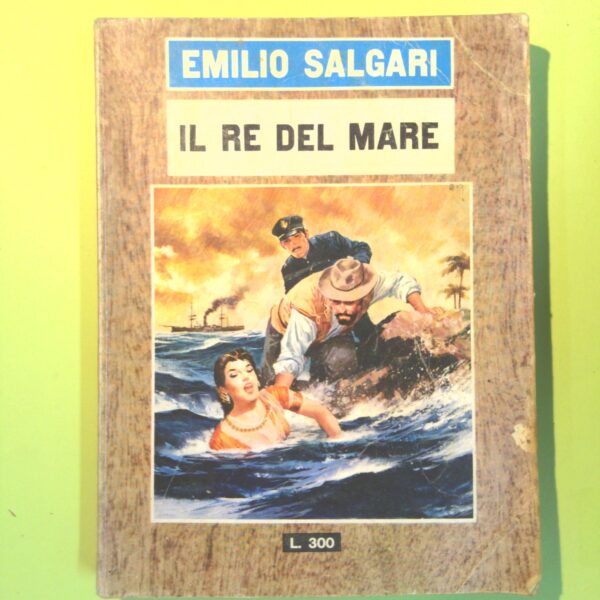 EMILIO SALGARI
IL RE DEL MARE
L. 300